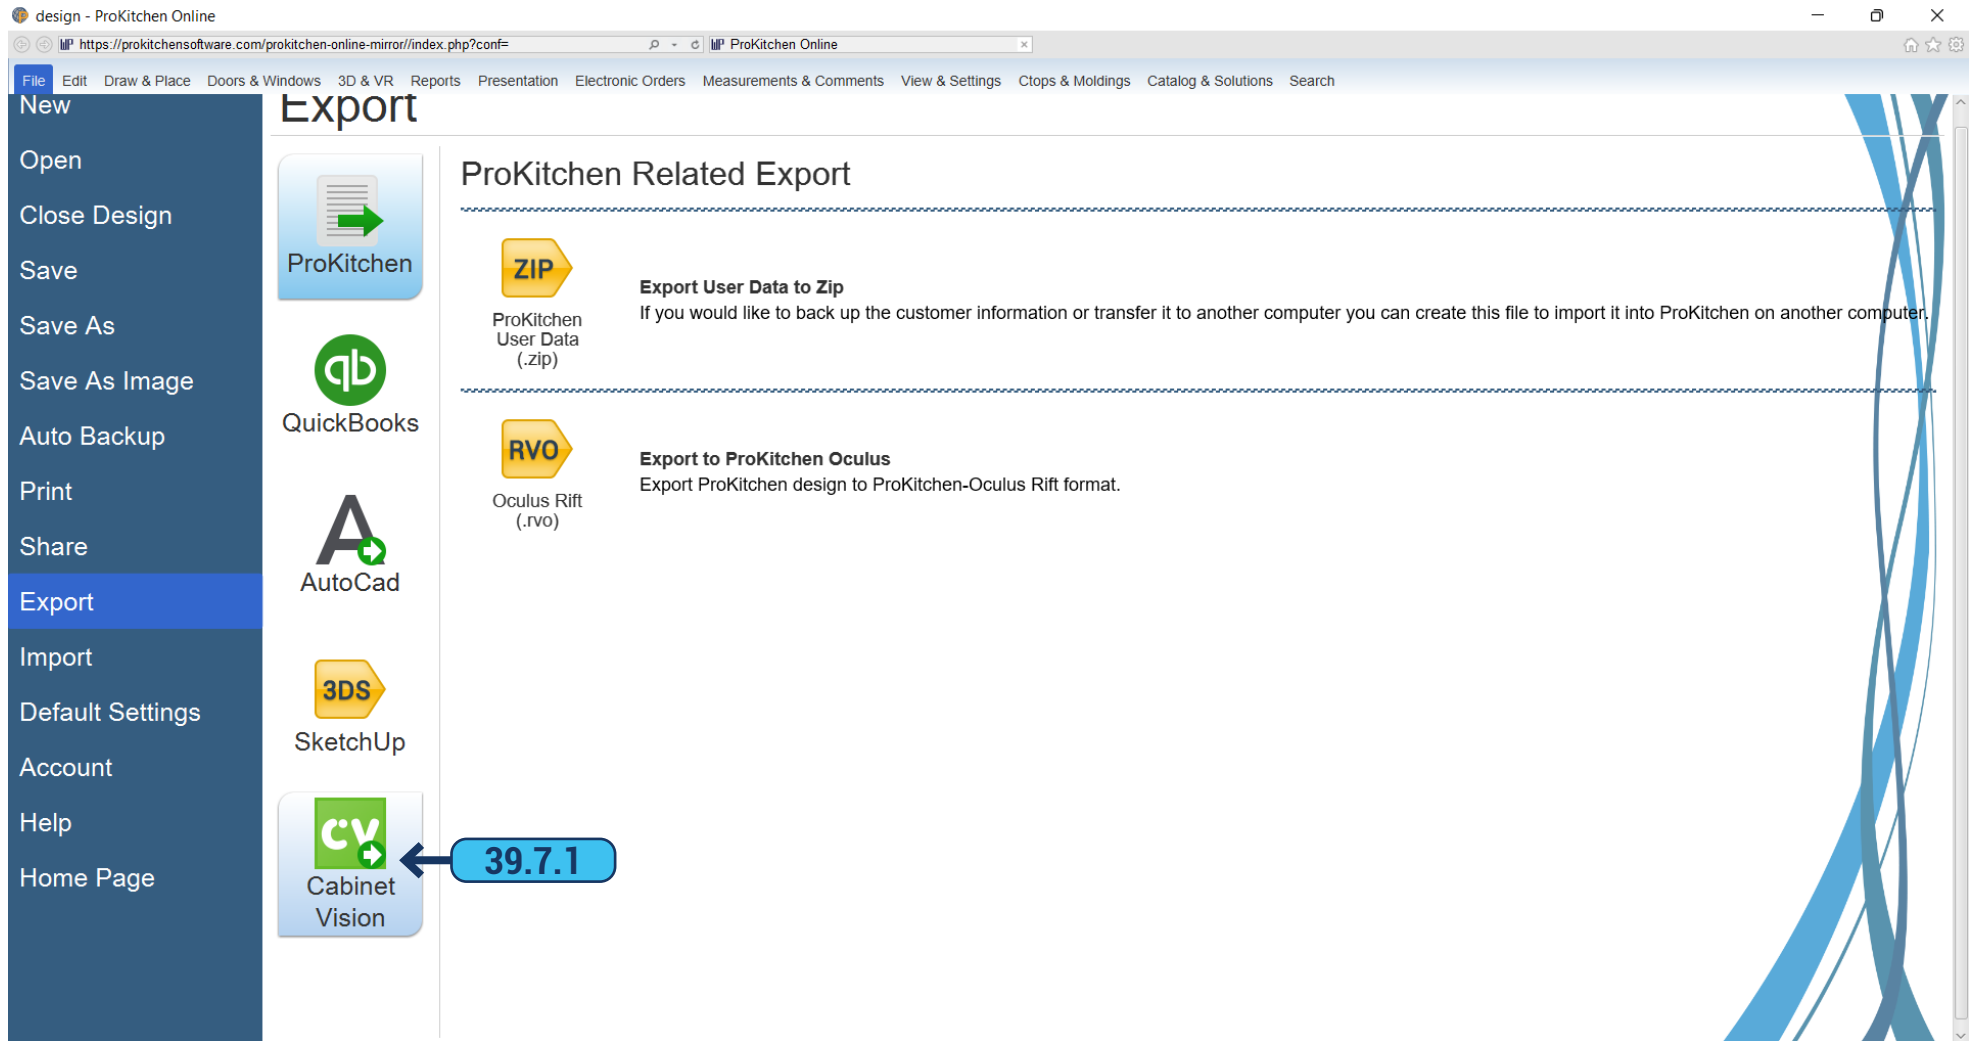 design - ProKitchen Online
https://prokitchensoftware.com/prokitchen-online-mirror//index.php?conf=
ProKitchen Online
File Edit Draw & Place Doors & Windows 3D & VR Reports Presentation Electronic Orders Measurements & Comments View & Settings Ctops & Moldings Catalog & Solutions Search
New
Open
Close Design
Save
Save As
Save As Image
Auto Backup
Print
Share
Export
Import
Default Settings
Account
Help
Home Page
Export
ProKitchen
qb
QuickBooks
A
AutoCad
3DS
SketchUp
CV
Cabinet
Vision
39.7.1
ProKitchen Related Export
ZIP
ProKitchen
User Data
(.zip)
Export User Data to Zip
If you would like to back up the customer information or transfer it to another computer you can create this file to import it into ProKitchen on another computer.
RVO
Oculus Rift
(.rvo)
Export to ProKitchen Oculus
Export ProKitchen design to ProKitchen-Oculus Rift format.